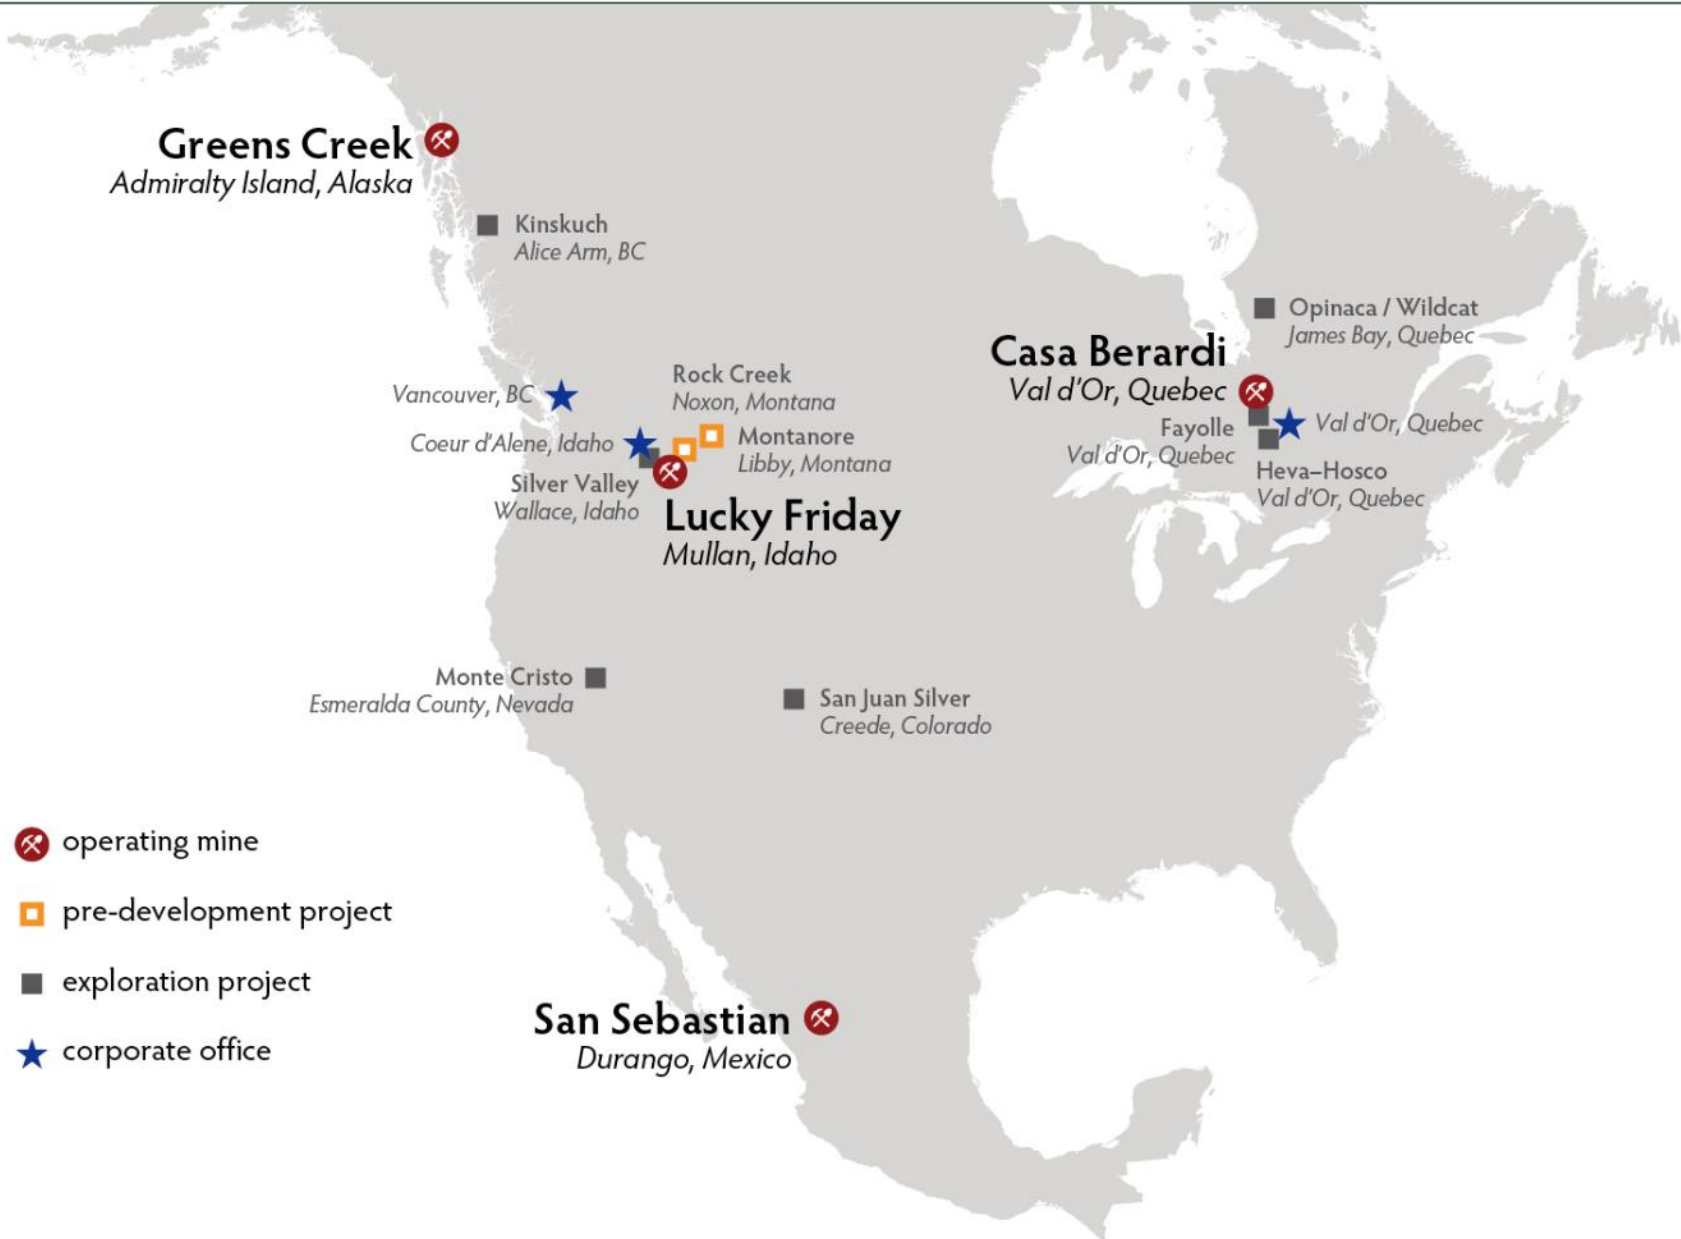 Greens Creek
Admiralty Island, Alaska
Kinskuch
Alice Arm, BC
Opinaca / Wildcat
James Bay, Quebec
Casa Berardi
Val d'Or, Quebec
Vancouver, BC
Rock Creek
Noxon, Montana
Coeur d'Alene, Idaho
Montanore
Libby, Montana
Fayolle
Val d'Or, Quebec
Val d'Or, Quebec
Heva–Hosco
Val d'Or, Quebec
Silver Valley
Wallace, Idaho
Lucky Friday
Mullan, Idaho
Monte Cristo
Esmeralda County, Nevada
San Juan Silver
Creede, Colorado
operating mine
pre-development project
exploration project
corporate office
San Sebastian
Durango, Mexico